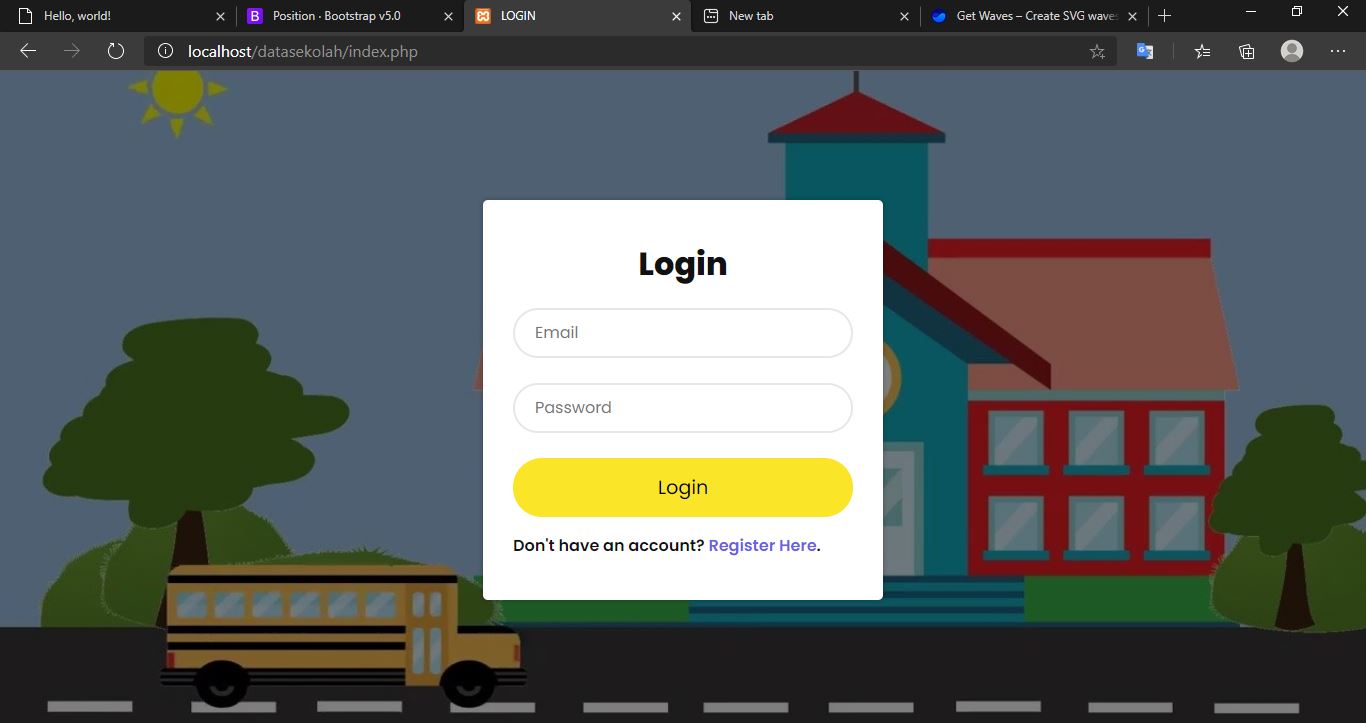 Hello, world!
Position · Bootstrap v5.0
LOGIN
New tab
Get Waves – Create SVG waves
localhost/datasekolah/index.php
Login
Email
Password
Login
Don't have an account? Register Here.